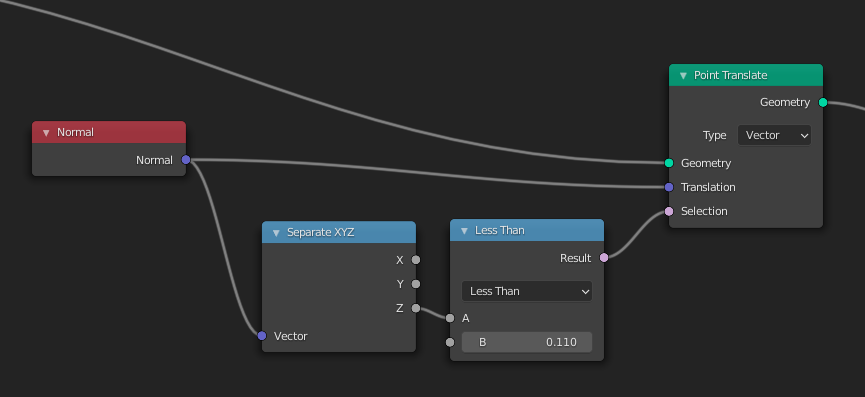 Normal
Normal
Separate XYZ
X
Y
Z
Vector
Less Than
Result
Less Than
A
B 0.110
Point Translate
Geometry
Type Vector
Geometry
Translation
Selection